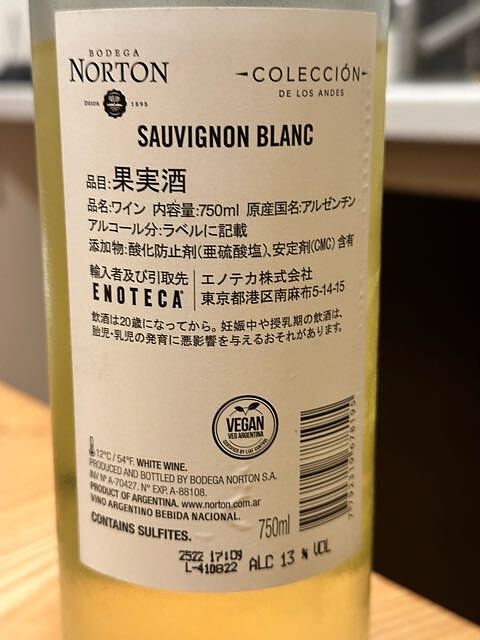 BODEGA
NORTON
DESDE 1895
COLECCIÓN
DE LOS ANDES
SAUVIGNON BLANC
品目:果実酒
品名:ワイン 内容量:750ml 原産国名:アルゼンチン
アルコール分:ラベルに記載
添加物:酸化防止剤(亜硫酸塩)、安定剤(CMC) 含有
輸入者及び引取先
ENOTECA
エノテカ株式会社
東京都港区南麻布5-14-15
飲酒は20歳になってから。妊娠中や授乳期の飲酒は、
胎児・乳児の発育に悪影響を与えるおそれがあります。
VEGAN
VEG ARGENTINA
12°C / 54°F. WHITE WINE.
PRODUCED AND BOTTLED BY BODEGA NORTON S.A.
INV Nº A-70427. Nº EXP. A-88108.
PRODUCT OF ARGENTINA. www.norton.com.ar
VINO ARGENTINO BEBIDA NACIONAL.
CONTAINS SULFITES.
750ml
2522 17:09
L-410822 ALC 13 % VOL